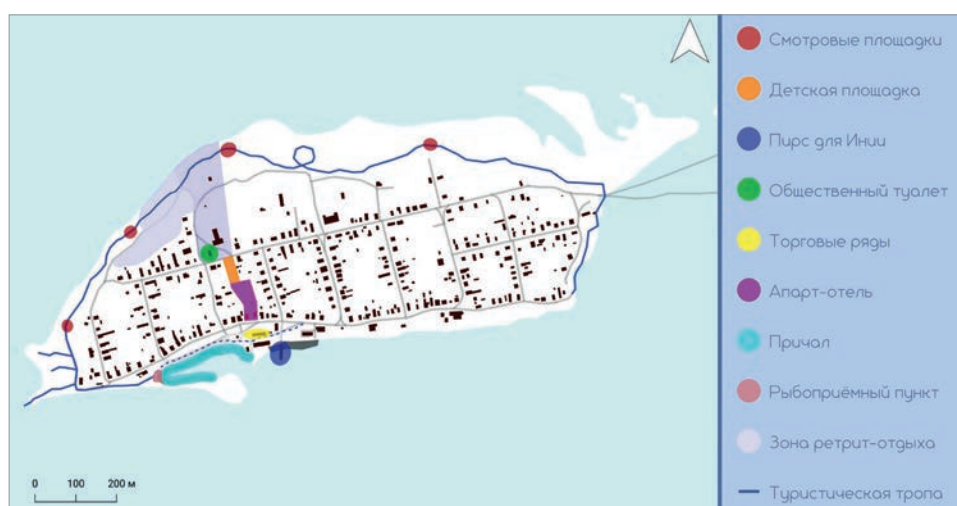 Смотровые площадки
Детская площадка
Пирс для Инии
Общественный туалет
Торговые ряды
Апарт-отель
Причал
Рыбоприёмный пункт
Зона ретрит-отдыха
Туристическая тропа
0 100 200 м